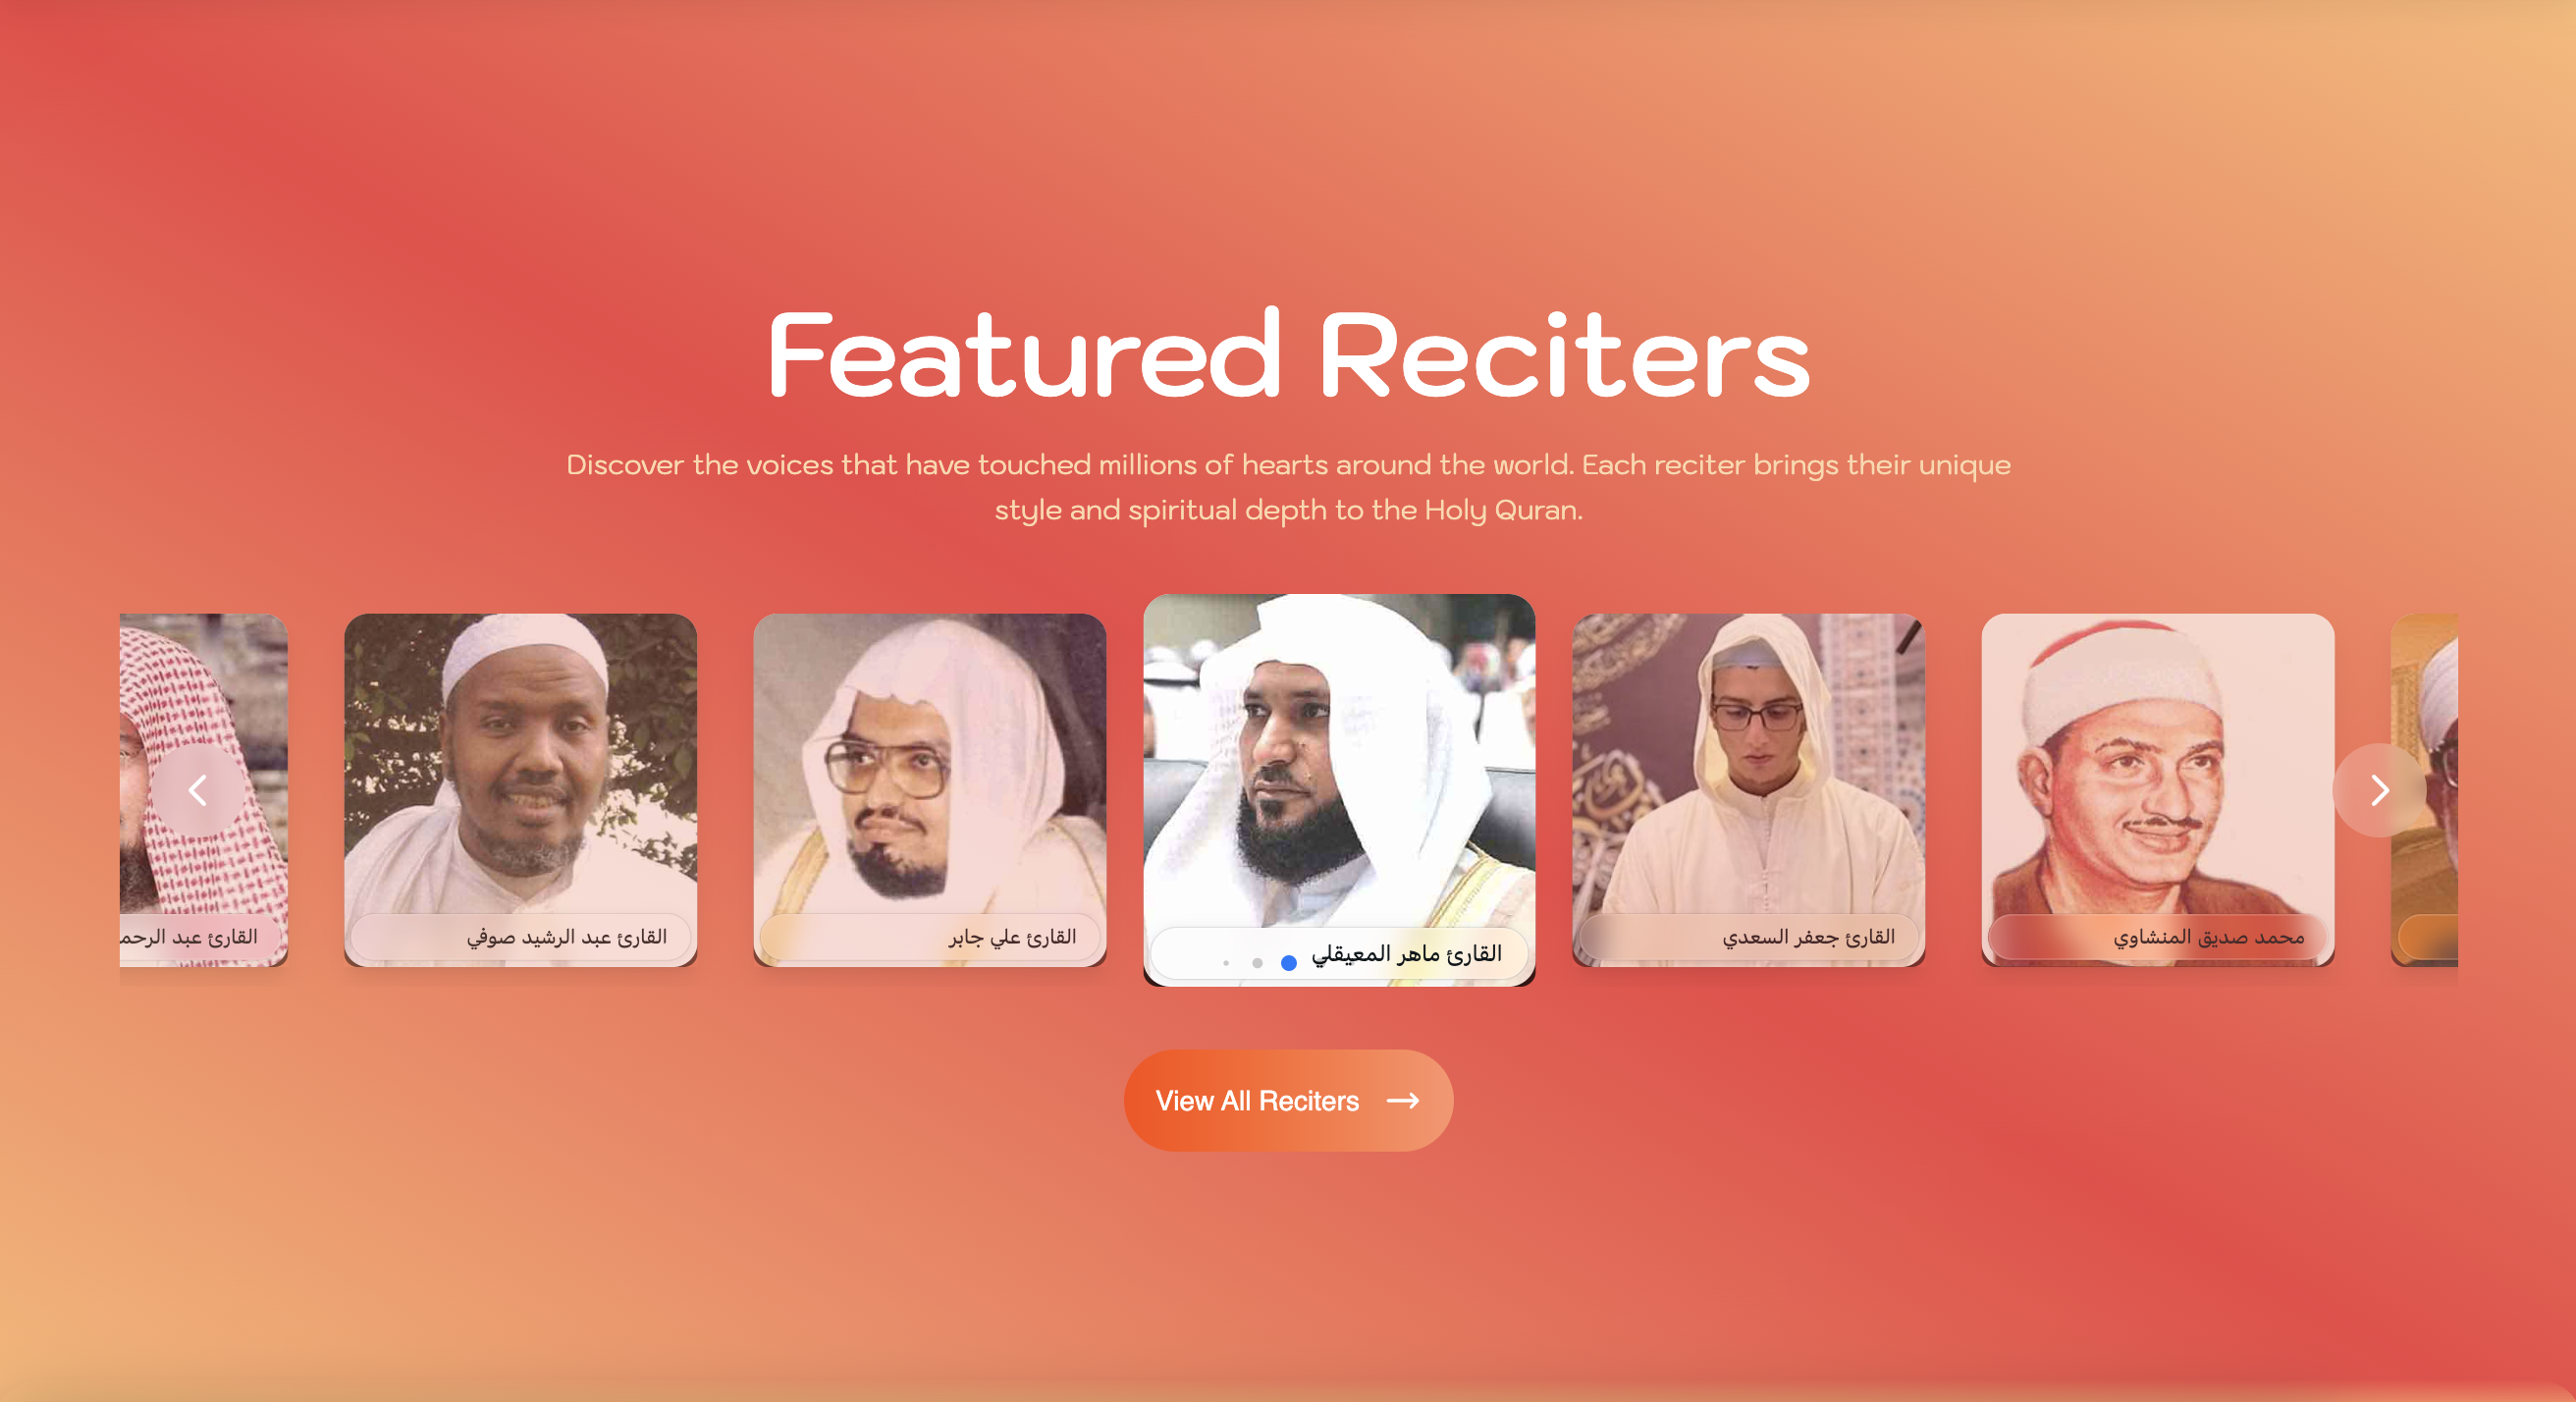 Featured Reciters
Discover the voices that have touched millions of hearts around the world. Each reciter brings their unique
style and spiritual depth to the Holy Quran.
القارئ عبد الرحم
القارئ عبد الرشيد صوفي
القارئ علي جابر
القارئ ماهر المعيقلي
القارئ جعفر السعدي
محمد صديق المنشاوي
View All Reciters